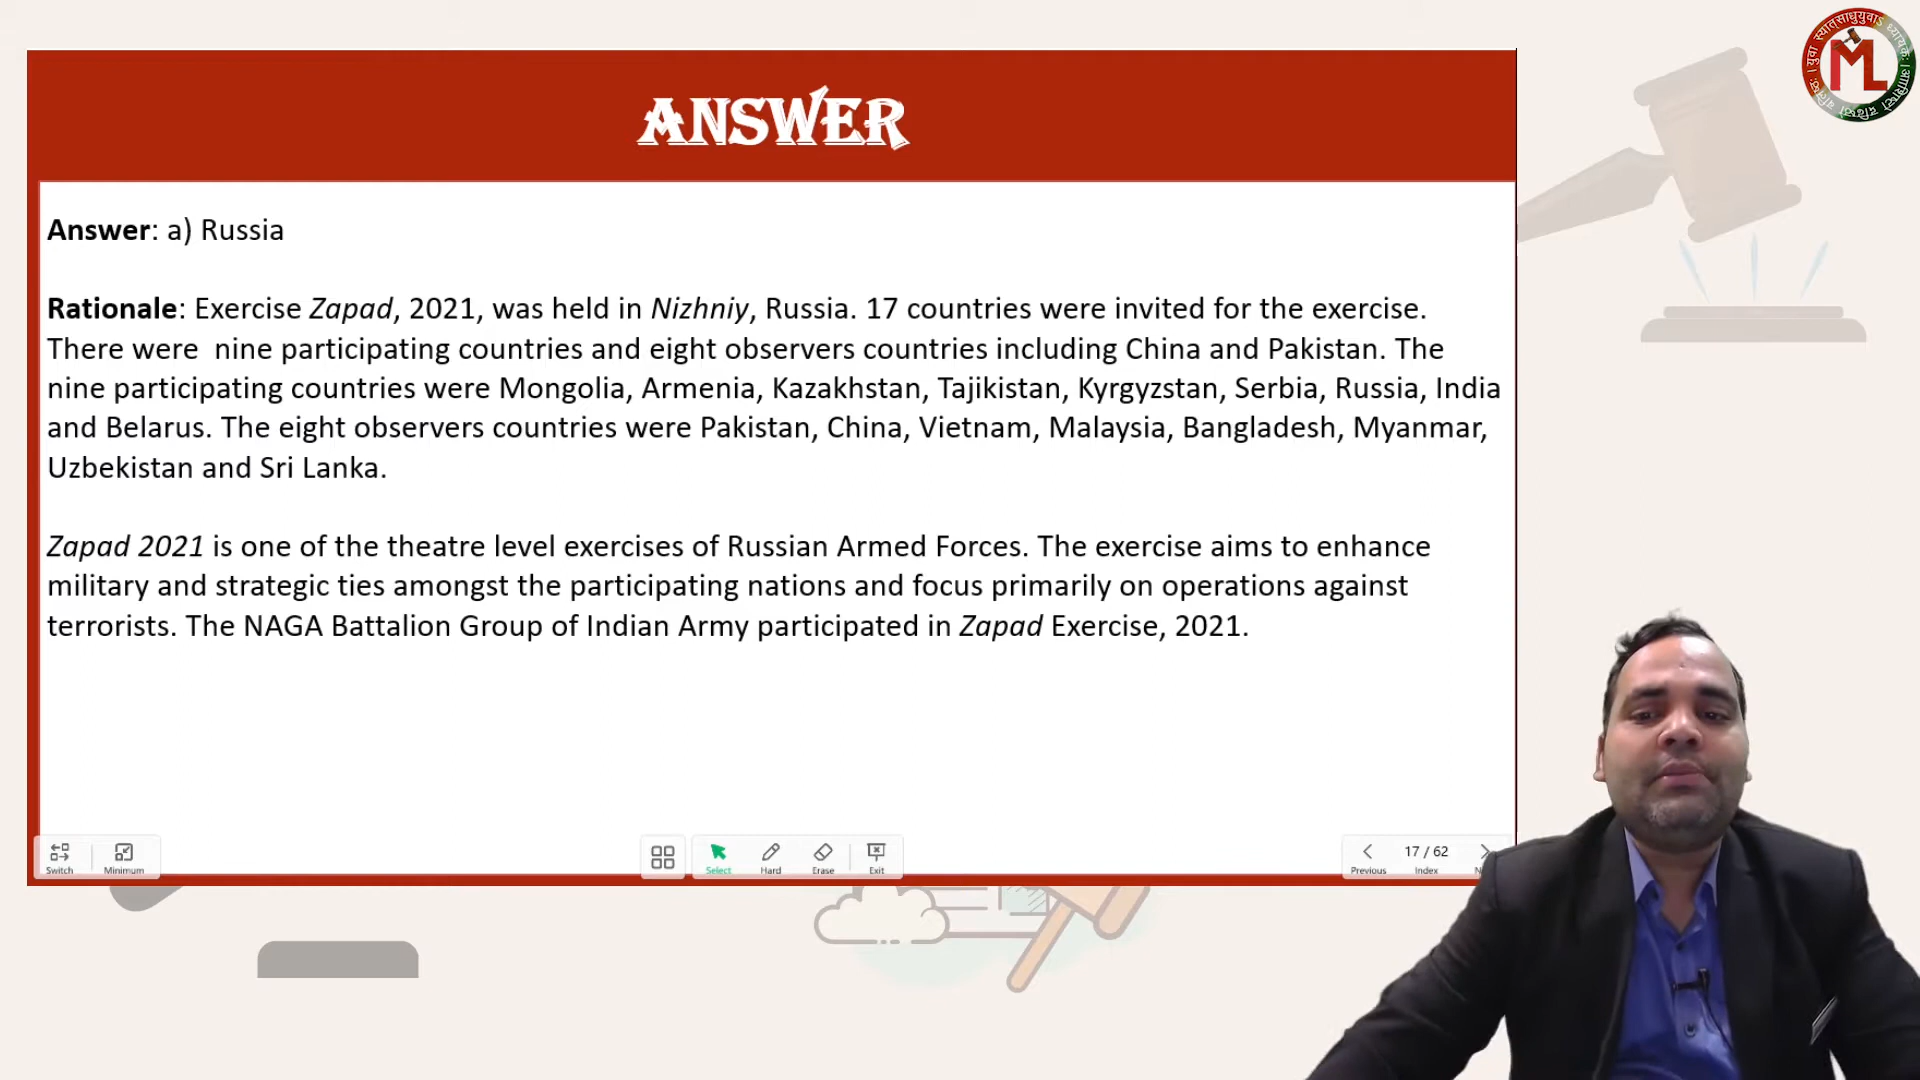 ANSWER
Answer: a) Russia
Rationale: Exercise Zapad, 2021, was held in Nizhniy, Russia. 17 countries were invited for the exercise.
There were  nine participating countries and eight observers countries including China and Pakistan. The
nine participating countries were Mongolia, Armenia, Kazakhstan, Tajikistan, Kyrgyzstan, Serbia, Russia, India
and Belarus. The eight observers countries were Pakistan, China, Vietnam, Malaysia, Bangladesh, Myanmar,
Uzbekistan and Sri Lanka.
Zapad 2021 is one of the theatre level exercises of Russian Armed Forces. The exercise aims to enhance
military and strategic ties amongst the participating nations and focus primarily on operations against
terrorists. The NAGA Battalion Group of Indian Army participated in Zapad Exercise, 2021.
Switch Minimum Select Hard Erase Exit Previous 17 / 62 Index
ML